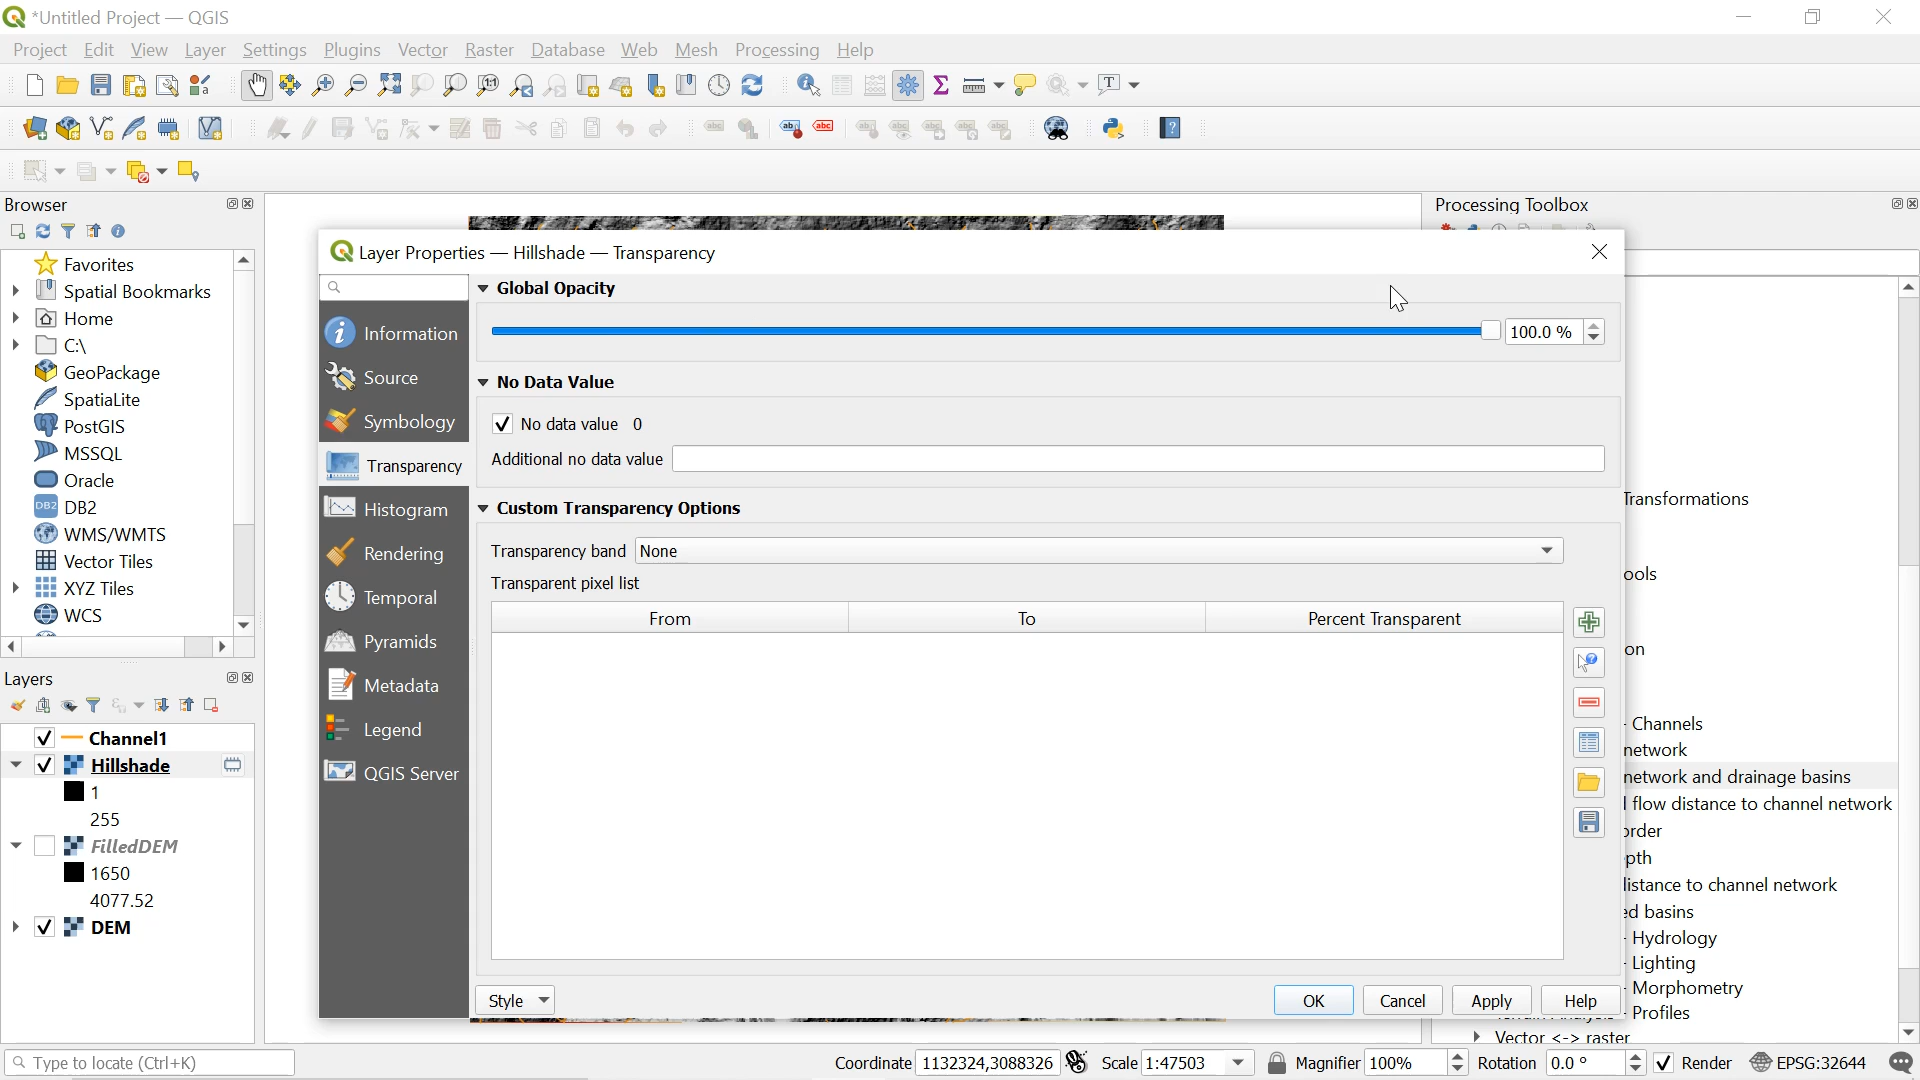 *Untitled Project — QGIS
Project Edit View Layer Settings Plugins Vector Raster Database Web Mesh Processing Help
Browser
Favorites
Spatial Bookmarks
Home
C:\
GeoPackage
SpatiaLite
PostGIS
MSSQL
Oracle
DB2
WMS/WMTS
Vector Tiles
XYZ Tiles
WCS
Layers
Channel1
Hillshade
1
255
FilledDEM
1650
4077.52
DEM
Layer Properties — Hillshade — Transparency
Information
Source
Symbology
Transparency
Histogram
Rendering
Temporal
Pyramids
Metadata
Legend
QGIS Server
Global Opacity
100.0 %
No Data Value
No data value 0
Additional no data value
Custom Transparency Options
Transparency band None
Transparent pixel list
From To Percent Transparent
Style OK Cancel Apply Help
Processing Toolbox
Transformations
ools
on
- Channels
network
network and drainage basins
flow distance to channel network
order
pth
distance to channel network
ed basins
- Hydrology
- Lighting
- Morphometry
- Profiles
Vector <-> raster
Type to locate (Ctrl+K) Coordinate 1132324,3088326 Scale 1:47503 Magnifier 100% Rotation 0.0 ° Render EPSG:32644